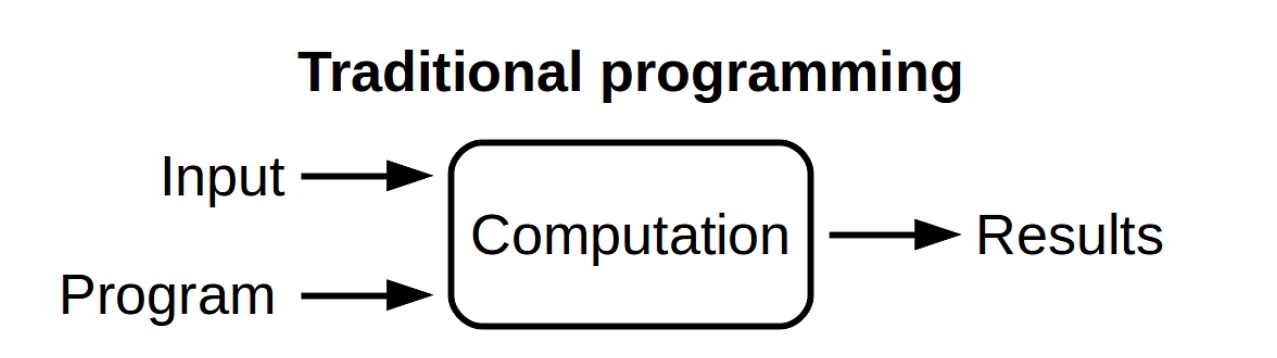 Traditional programming
Input
Computation
Results
Program